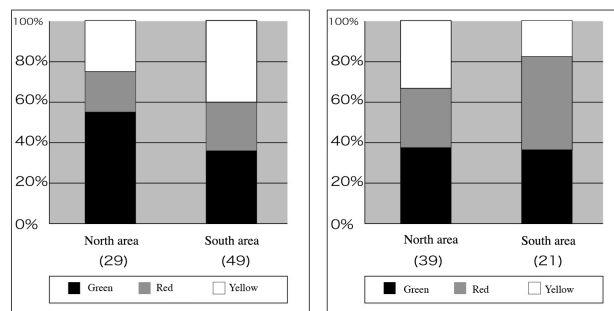 100%
80%
60%
40%
20%
0%
North area
South area
(29)
(49)
Green
Red
Yellow
100%
80%
60%
40%
20%
0%
North area
South area
(39)
(21)
Green
Red
Yellow